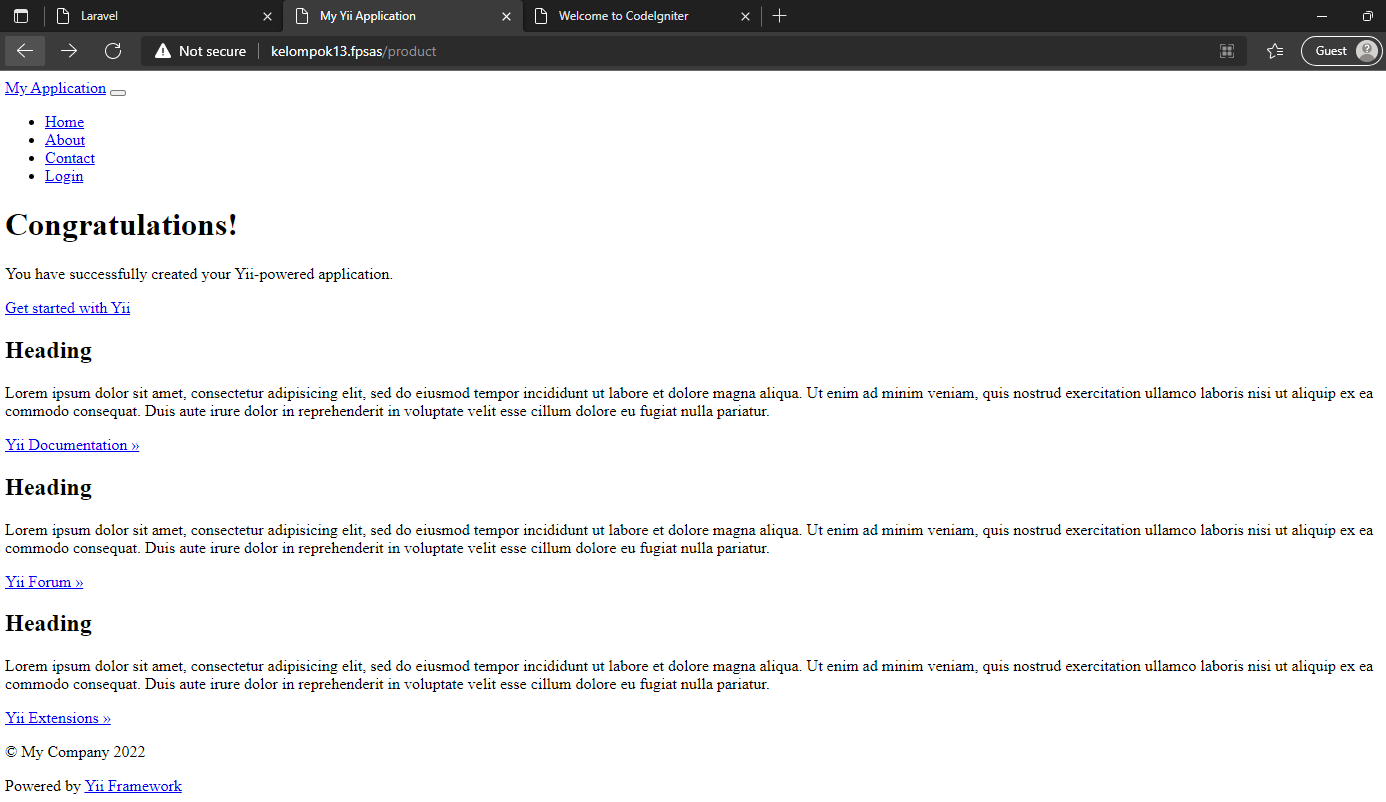 Laravel
My Yii Application
Welcome to CodeIgniter
Not secure
kelompok13.fpsas/product
Guest
My Application
Home
About
Contact
Login
Congratulations!
You have successfully created your Yii-powered application.
Get started with Yii
Heading
Lorem ipsum dolor sit amet, consectetur adipisicing elit, sed do eiusmod tempor incididunt ut labore et dolore magna aliqua. Ut enim ad minim veniam, quis nostrud exercitation ullamco laboris nisi ut aliquip ex ea
commodo consequat. Duis aute irure dolor in reprehenderit in voluptate velit esse cillum dolore eu fugiat nulla pariatur.
Yii Documentation »
Heading
Lorem ipsum dolor sit amet, consectetur adipisicing elit, sed do eiusmod tempor incididunt ut labore et dolore magna aliqua. Ut enim ad minim veniam, quis nostrud exercitation ullamco laboris nisi ut aliquip ex ea
commodo consequat. Duis aute irure dolor in reprehenderit in voluptate velit esse cillum dolore eu fugiat nulla pariatur.
Yii Forum »
Heading
Lorem ipsum dolor sit amet, consectetur adipisicing elit, sed do eiusmod tempor incididunt ut labore et dolore magna aliqua. Ut enim ad minim veniam, quis nostrud exercitation ullamco laboris nisi ut aliquip ex ea
commodo consequat. Duis aute irure dolor in reprehenderit in voluptate velit esse cillum dolore eu fugiat nulla pariatur.
Yii Extensions »
© My Company 2022
Powered by Yii Framework